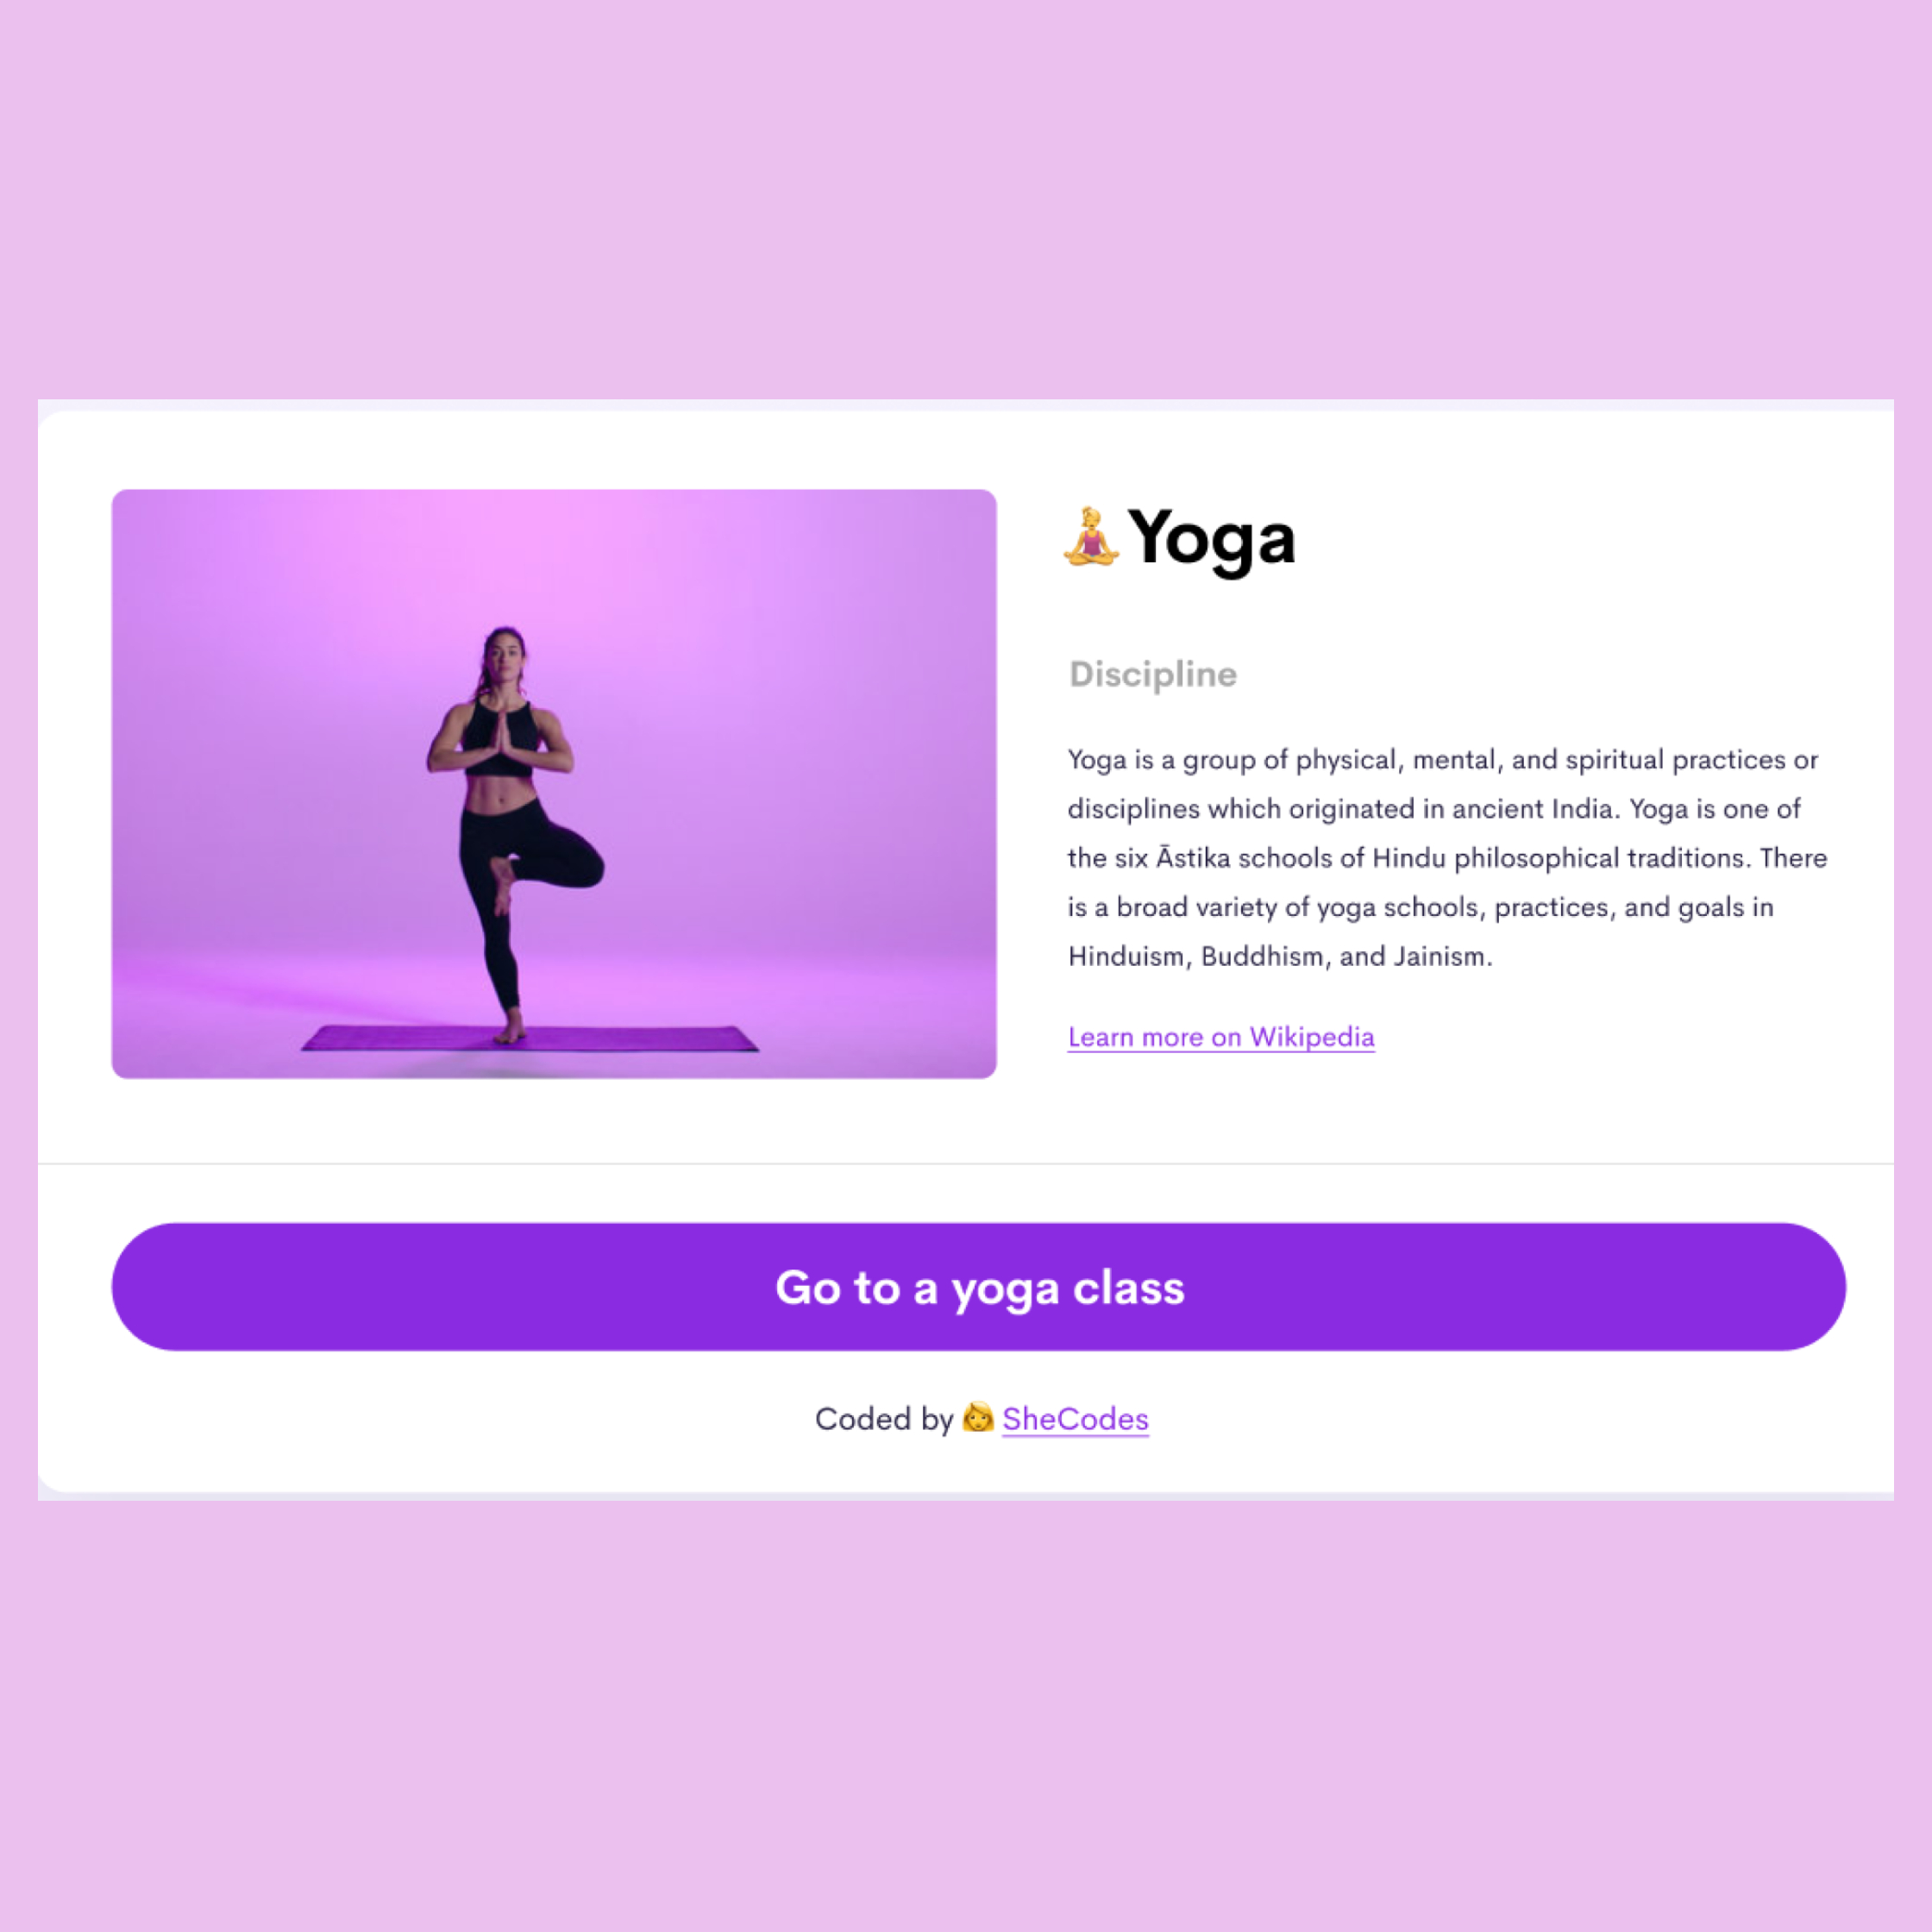 🧘‍♀️Yoga
Discipline
Yoga is a group of physical, mental, and spiritual practices or
disciplines which originated in ancient India. Yoga is one of
the six Āstika schools of Hindu philosophical traditions. There
is a broad variety of yoga schools, practices, and goals in
Hinduism, Buddhism, and Jainism.
Learn more on Wikipedia
Go to a yoga class
Coded by 👩 SheCodes